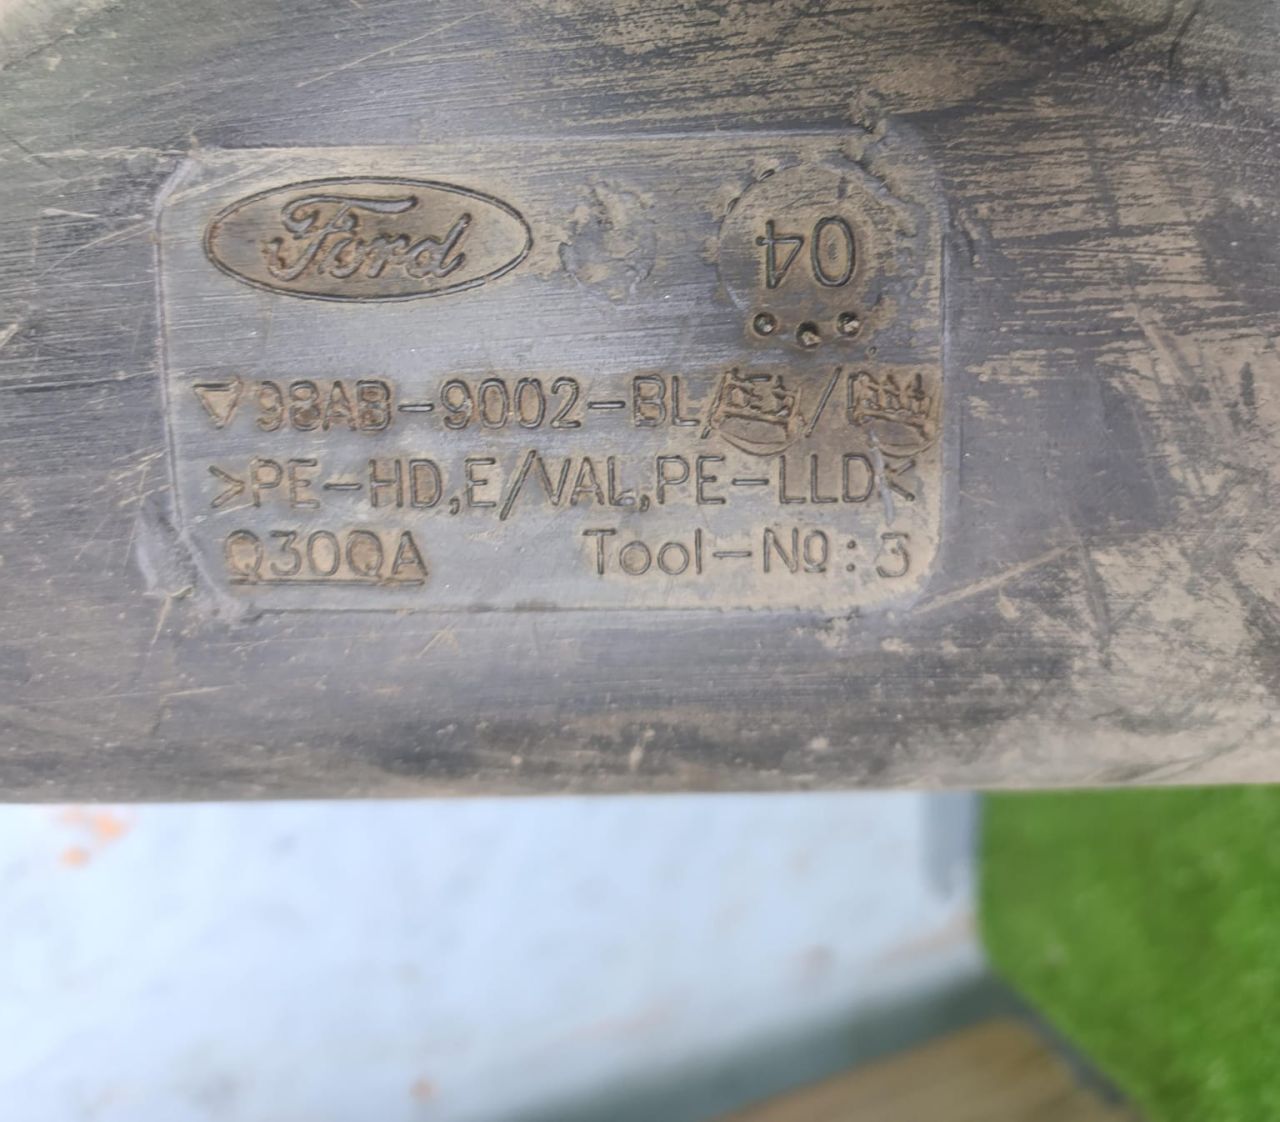 Ford
04
98AB-9002-BL/ /
>PE-HD,E/VAL,PE-LLD<
Q30QA Tool-Nº:3